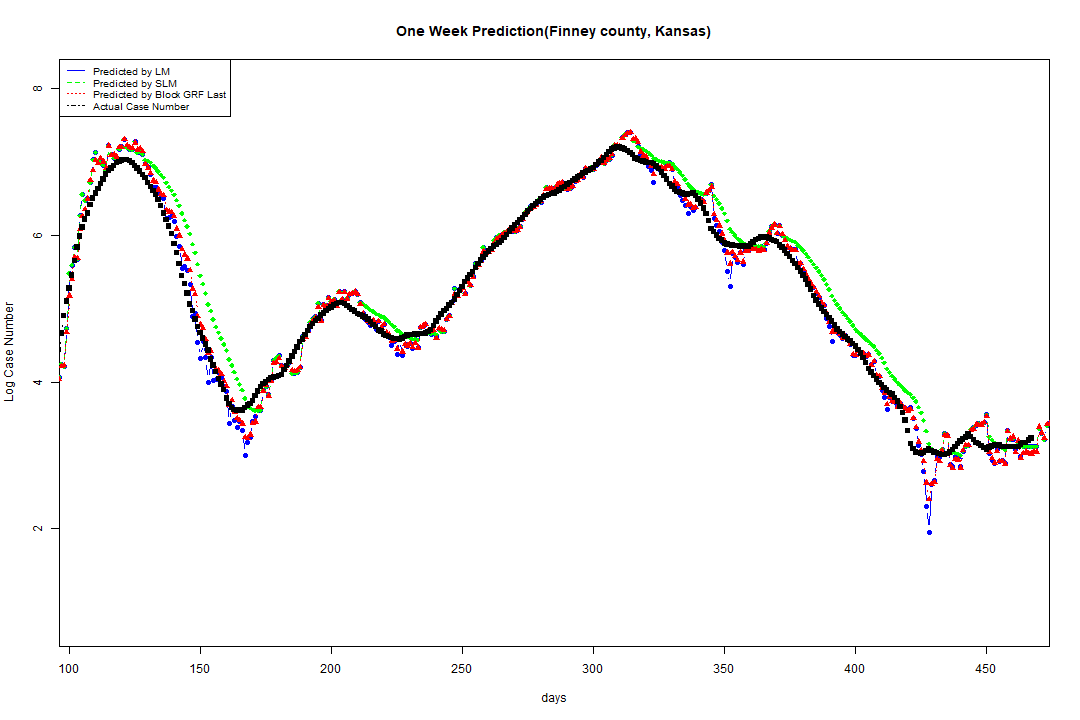 One Week Prediction(Finney county, Kansas)
Predicted by LM
Predicted by SLM
Predicted by Block GRF Last
Actual Case Number
8
6
4
2
Log Case Number
100 150 200 250 300 350 400 450
days